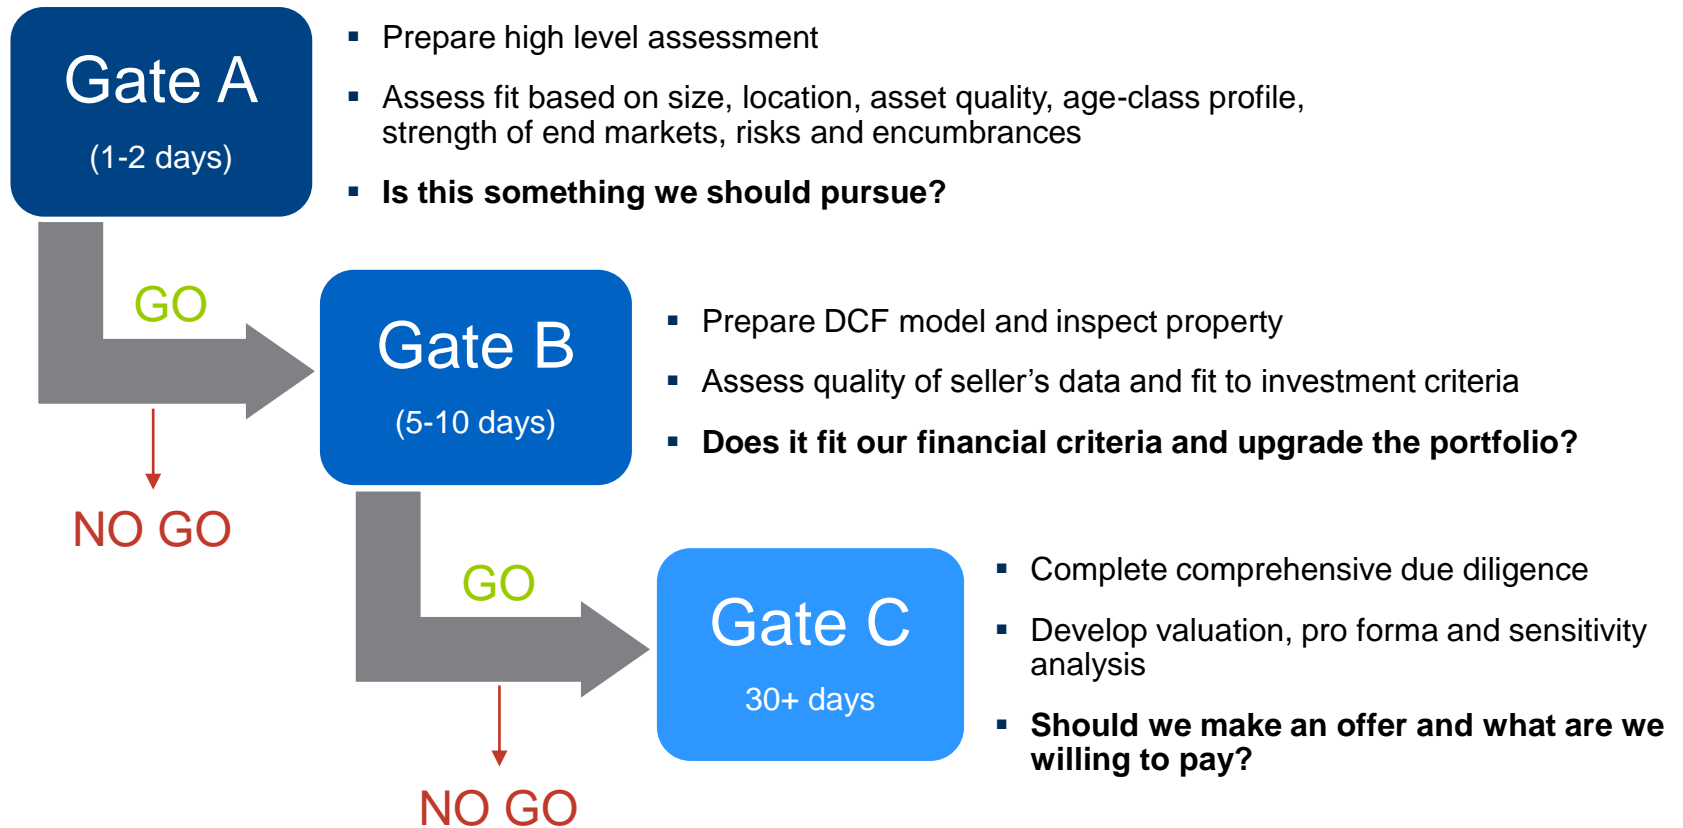 Gate A
(1-2 days)
▪ Prepare high level assessment
▪ Assess fit based on size, location, asset quality, age-class profile,
strength of end markets, risks and encumbrances
▪ Is this something we should pursue?
GO
NO GO
Gate B
(5-10 days)
▪ Prepare DCF model and inspect property
▪ Assess quality of seller’s data and fit to investment criteria
▪ Does it fit our financial criteria and upgrade the portfolio?
GO
NO GO
Gate C
30+ days
▪ Complete comprehensive due diligence
▪ Develop valuation, pro forma and sensitivity
analysis
▪ Should we make an offer and what are we
willing to pay?